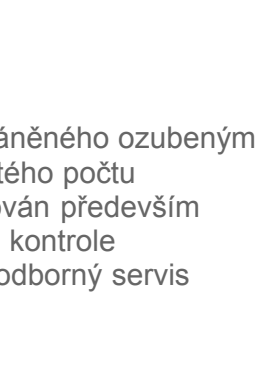 áněného ozubeným
tého počtu
ován především
kontrole
odborný servis